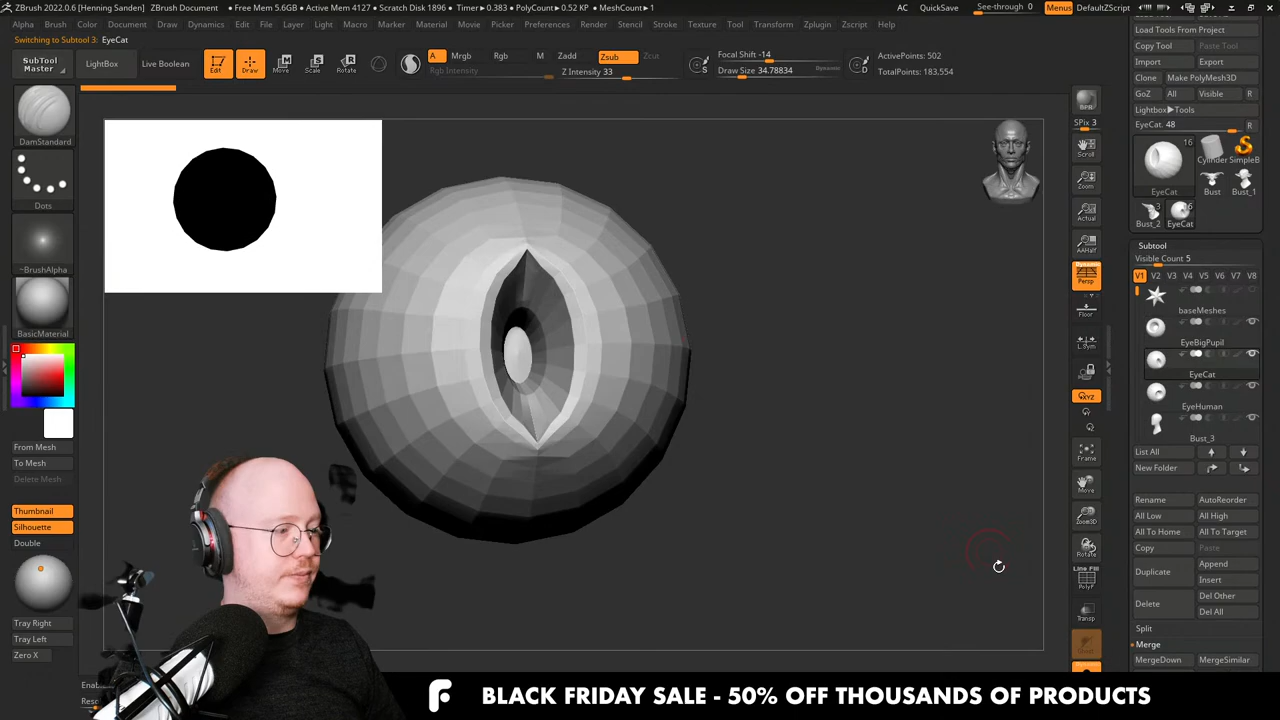 ZBrush 2022.0.6 [Henning Sanden]   ZBrush Document   ● Free Mem 5.6GB ● Active Mem 4127 ● Scratch Disk 1896 ● Timer►0.383 ● PolyCount►0.52 KP ● MeshCount►1   AC   QuickSave   See-through 0   Menus   DefaultZScript
Alpha   Brush   Color   Document   Draw   Dynamics   Edit   File   Layer   Light   Macro   Marker   Material   Movie   Picker   Preferences   Render   Stencil   Stroke   Texture   Tool   Transform   Zplugin   Zscript   Help
Switching to Subtool 3: EyeCat
SubTool
Master
LightBox
Live Boolean
Edit
Draw
Move
Scale
Rotate
A   Mrgb   Rgb   M   Zadd   Zsub   Zcut
Rgb Intensity
Z Intensity 33
Focal Shift -14
Draw Size 34.78834   Dynamic
S
D
ActivePoints: 502
TotalPoints: 183,554
DamStandard
Dots
~BrushAlpha
BasicMaterial
From Mesh
To Mesh
Delete Mesh
Thumbnail
Silhouette
Double
Tray Right
Tray Left
Zero X
BPR
SPix 3
Scroll
Zoom
Actual
AAHalf
Dynamic
Persp
Floor
L.Sym
XYZ
Frame
Move
Zoom3D
Rotate
Line Fill
PolyF
Transp
Load Tools From Project
Copy Tool   Paste Tool
Import   Export
Clone   Make PolyMesh3D
GoZ   All   Visible   R
Lightbox►Tools
EyeCat. 48   R
16
Cylinder   SimpleB
EyeCat   Bust   Bust_1
3   16
Bust_2   EyeCat
Subtool
Visible Count 5
V1   V2   V3   V4   V5   V6   V7   V8
baseMeshes
EyeBigPupil
EyeCat
EyeHuman
Bust_3
List All
New Folder
Rename   AutoReorder
All Low   All High
All To Home   All To Target
Copy   Paste
Duplicate   Append
Insert
Delete   Del Other
Del All
Split
Merge
MergeDown   MergeSimilar
BLACK FRIDAY SALE - 50% OFF THOUSANDS OF PRODUCTS